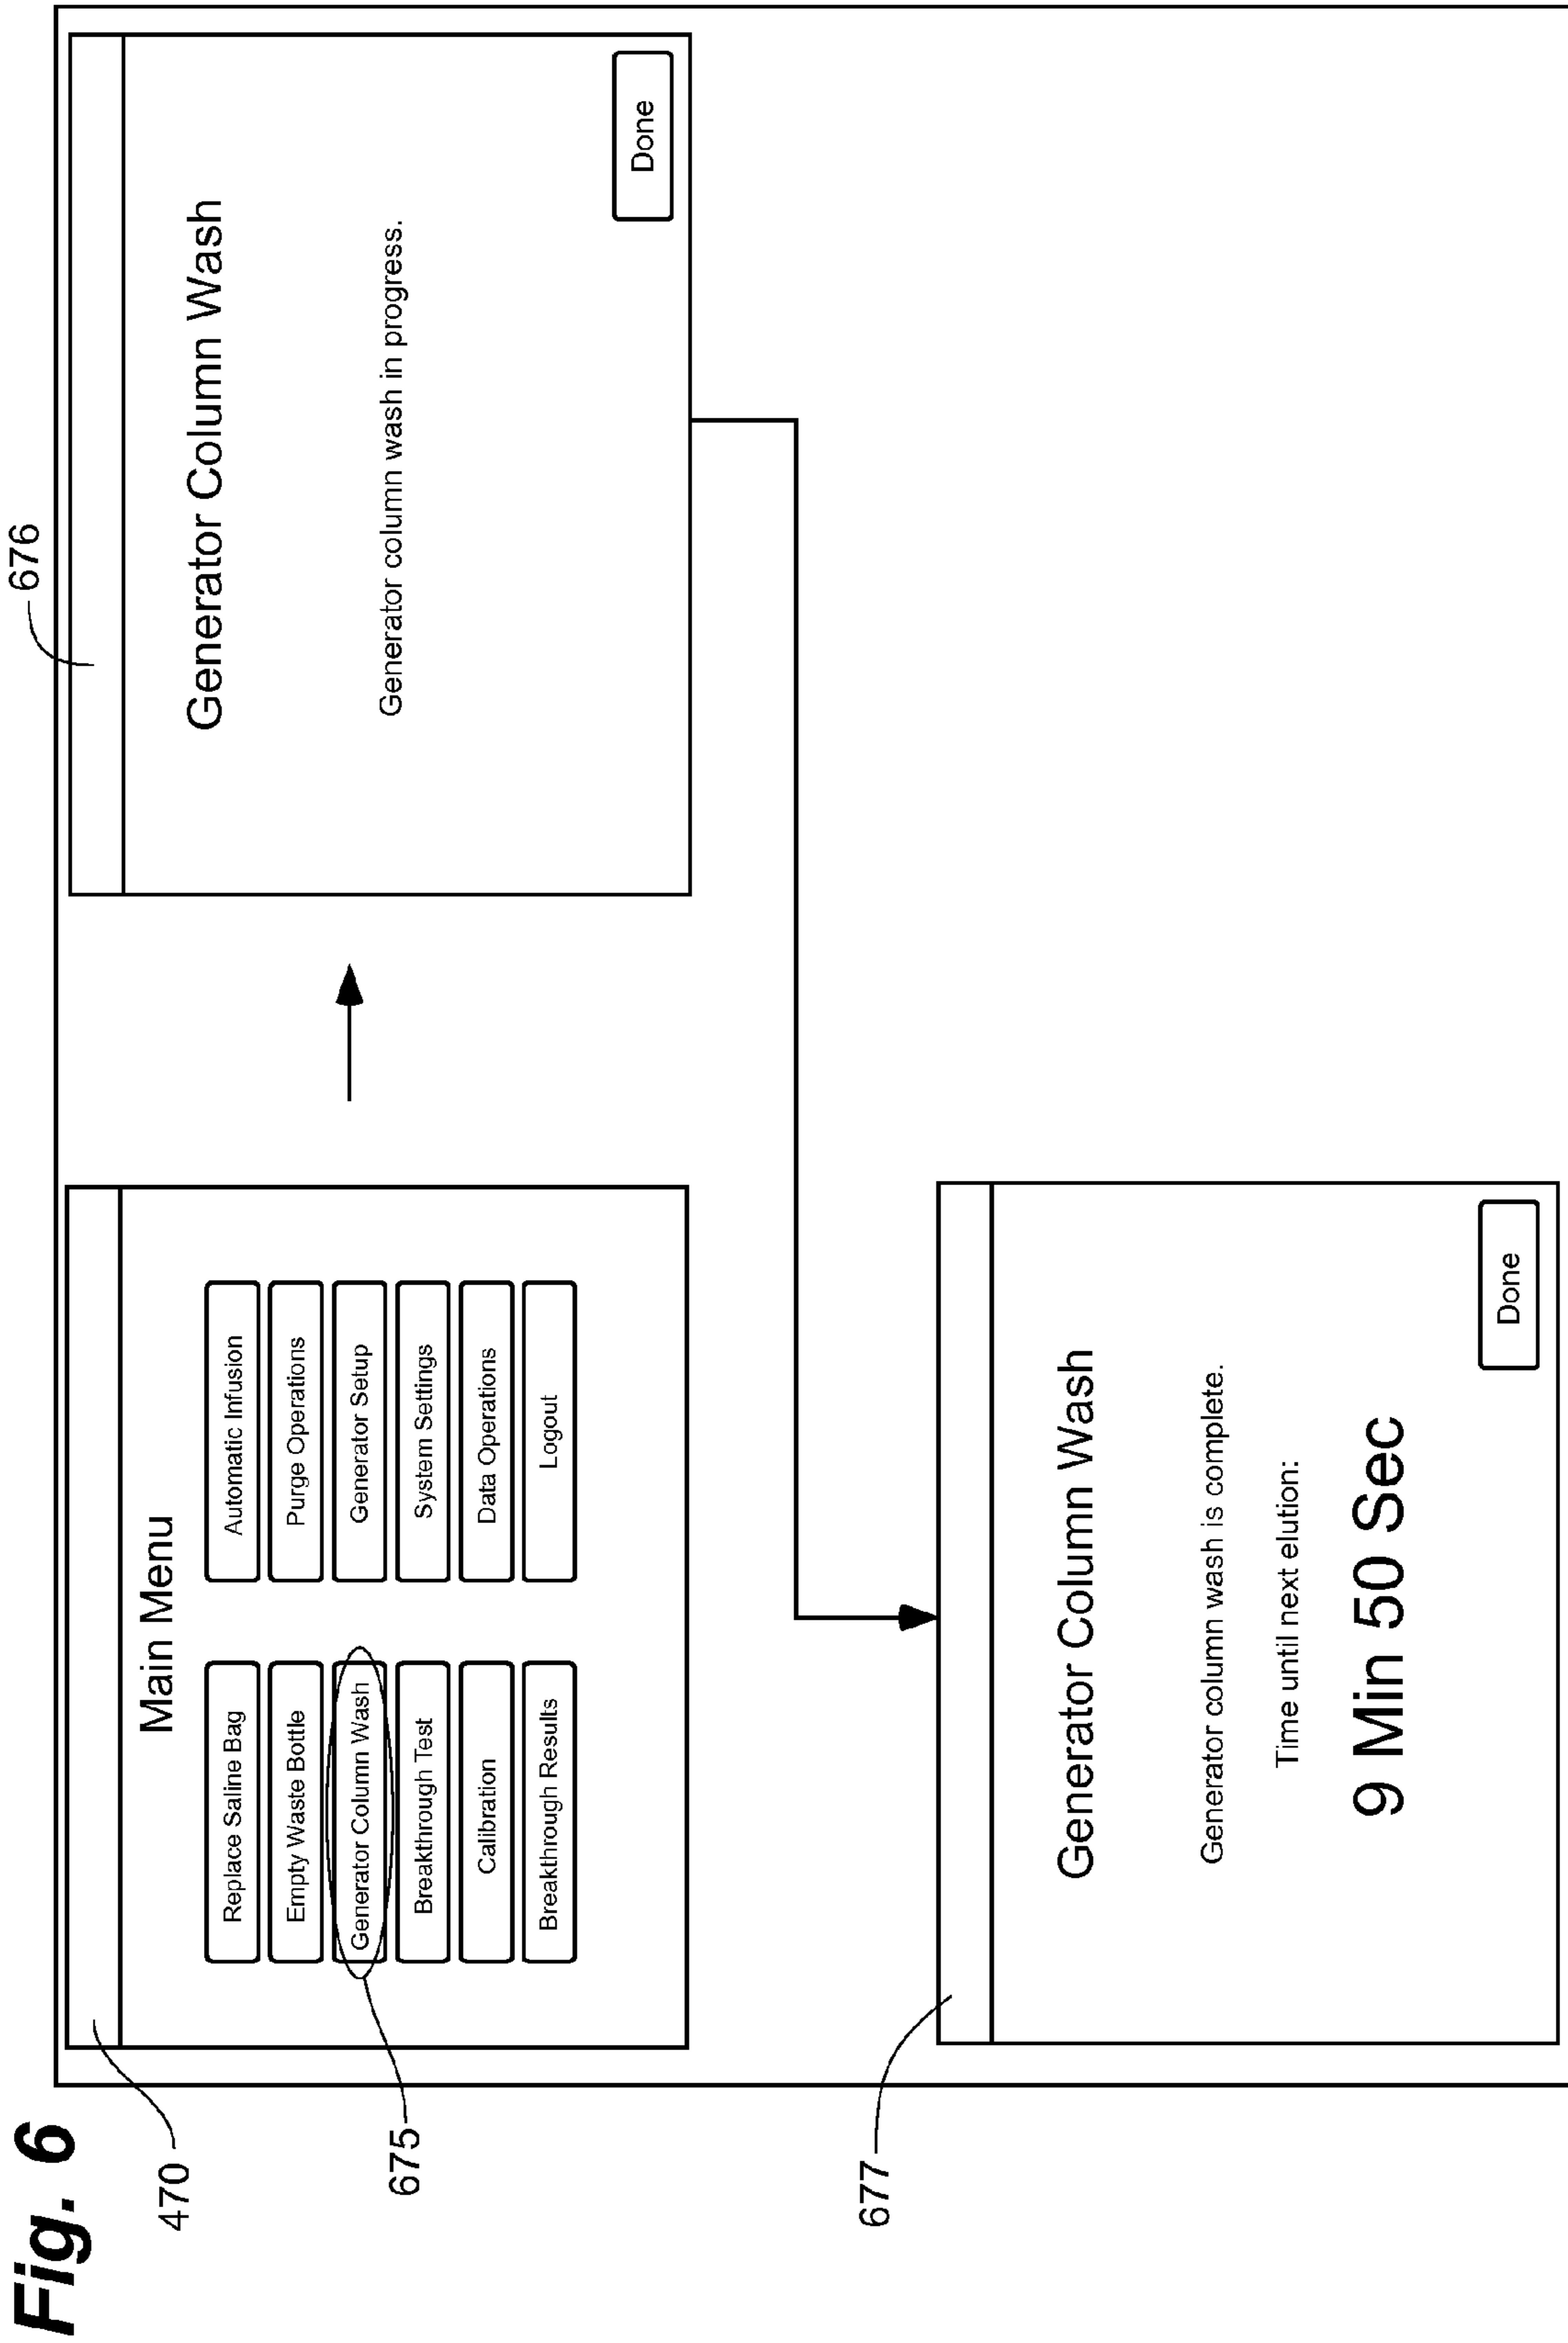 Fig. 6
470
Main Menu
Replace Saline Bag
Automatic Infusion
Empty Waste Bottle
Purge Operations
Generator Column Wash
Generator Setup
Breakthrough Test
System Settings
Calibration
Data Operations
Breakthrough Results
Logout
675
676
Generator Column Wash
Generator column wash in progress.
Done
677
Generator Column Wash
Generator column wash is complete.
Time until next elution:
9 Min 50 Sec
Done